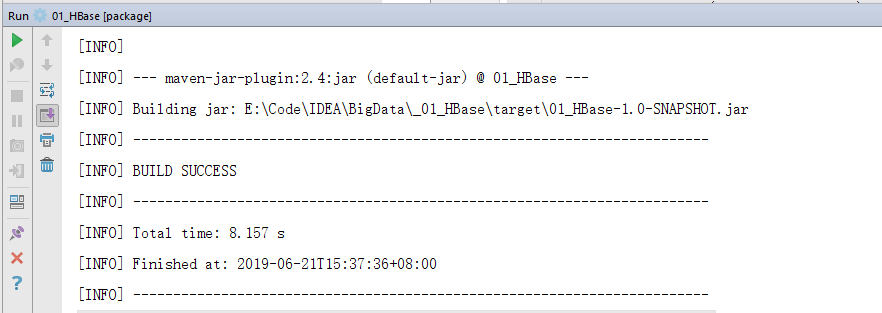 Run 01_HBase [package]
[INFO]
[INFO] --- maven-jar-plugin:2.4:jar (default-jar) @ 01_HBase ---
[INFO] Building jar: E:\Code\IDEA\BigData\_01_HBase\target\01_HBase-1.0-SNAPSHOT.jar
[INFO] ------------------------------------------------------------------------
[INFO] BUILD SUCCESS
[INFO] ------------------------------------------------------------------------
[INFO] Total time: 8.157 s
[INFO] Finished at: 2019-06-21T15:37:36+08:00
[INFO] ------------------------------------------------------------------------